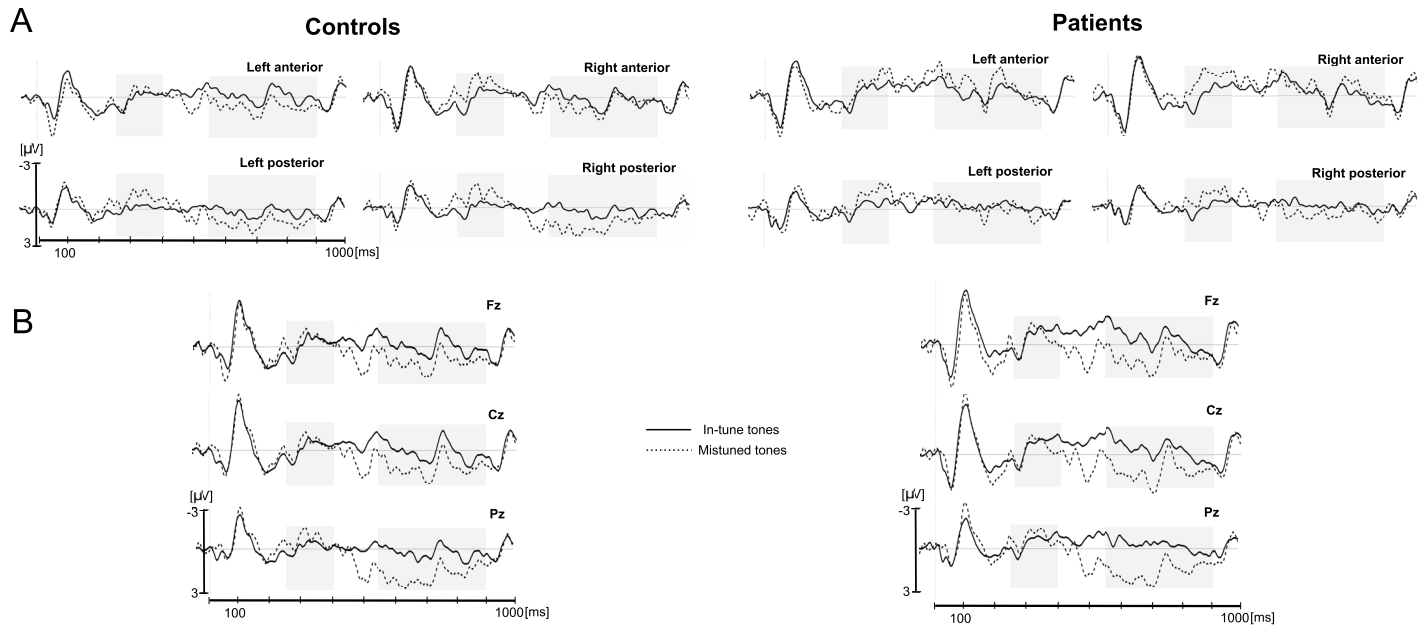 A
Controls
Patients
Left anterior
Right anterior
Left anterior
Right anterior
[µV]
-3
Left posterior
Right posterior
Left posterior
Right posterior
3
100
1000[ms]
B
Fz
Fz
Cz
Cz
In-tune tones
Mistuned tones
[µV]
[µV]
-3
Pz
-3
Pz
3
3
100
1000[ms]
100
1000[ms]